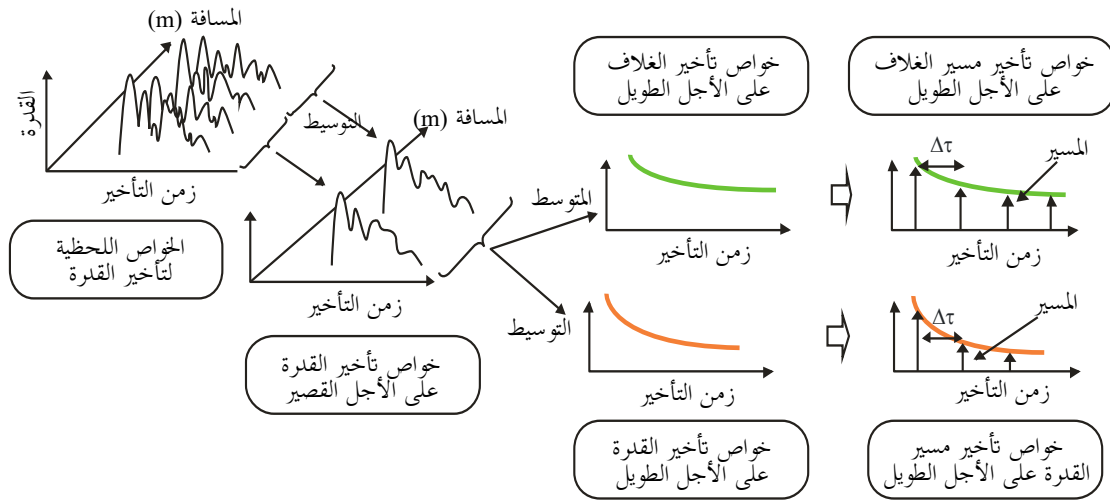 المسافة (m)
القدرة
زمن التأخير
الخواص اللحظية
لتأخير القدرة
التوسيط
المسافة (m)
زمن التأخير
خواص تأخير القدرة
على الأجل القصير
المتوسط
التوسيط
خواص تأخير الغلاف
على الأجل الطويل
زمن التأخير
خواص تأخير مسير الغلاف
على الأجل الطويل
Δτ
المسير
زمن التأخير
زمن التأخير
خواص تأخير القدرة
على الأجل الطويل
Δτ
المسير
زمن التأخير
خواص تأخير مسير
القدرة على الأجل الطويل